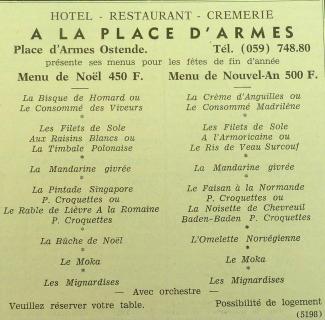 HOTEL - RESTAURANT - CREMERIE
A LA PLACE D'ARMES
Place d'Armes Ostende. Tél. (059) 748.80
présente ses menus pour les fêtes de fin d'année
Menu de Noël 450 F.
La Bisque de Homard ou
Le Consommé des Viveurs
*
Les Filets de Sole
Aux Raisins Blancs ou
La Timbale Polonaise
*
La Mandarine givrée
*
La Pintade Singapore
P. Croquettes ou
Le Rable de Lièvre A la Romaine
P. Croquettes
*
La Bûche de Noël
*
Le Moka
*
Les Mignardises
Menu de Nouvel-An 500 F.
La Crème d'Anguilles ou
Le Consommé Madrilène
*
Les Filets de Sole
A l'Armoricaine ou
Le Ris de Veau Surcouf
*
La Mandarine givrée
*
Le Faisan à la Normande
P. Croquettes ou
La Noisette de Chevreuil
Baden-Baden P. Croquettes
*
L'Omelette Norvégienne
*
Le Moka
*
Les Mignardises
— Avec orchestre —
Veuillez réserver votre table. Possibilité de logement
(5198)